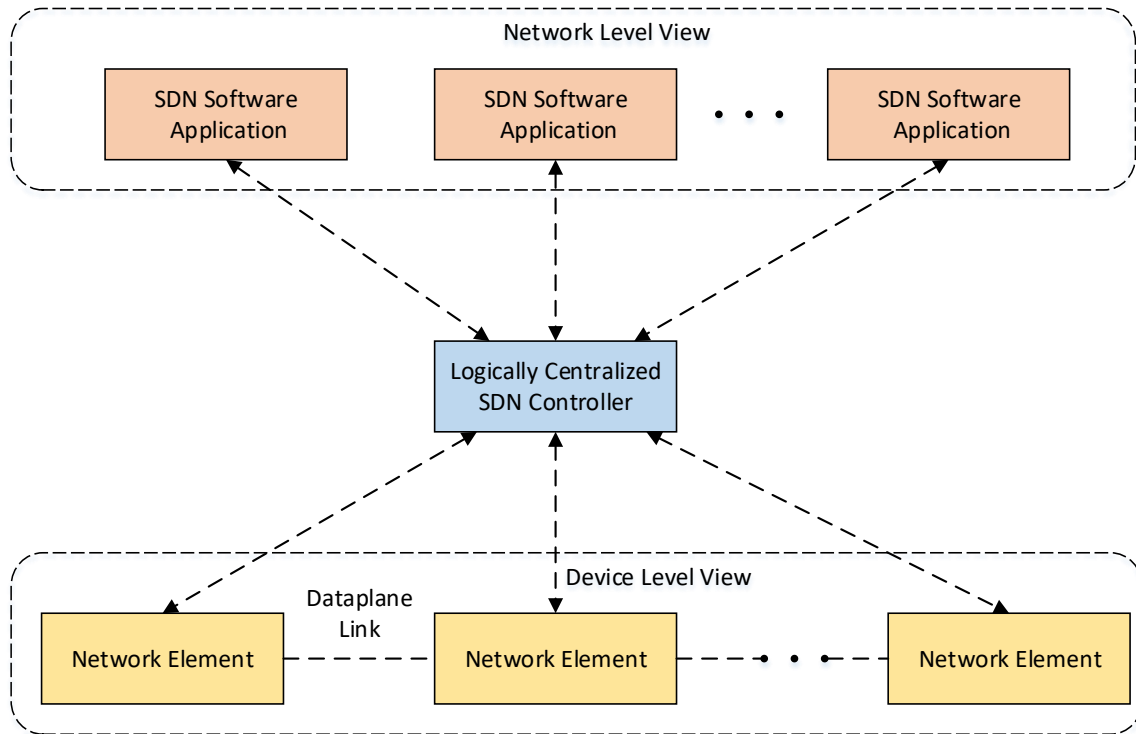 Network Level View
SDN Software
Application
SDN Software
Application
• • •
SDN Software
Application
Logically Centralized
SDN Controller
Device Level View
Dataplane
Link
Network Element
Network Element
• • •
Network Element